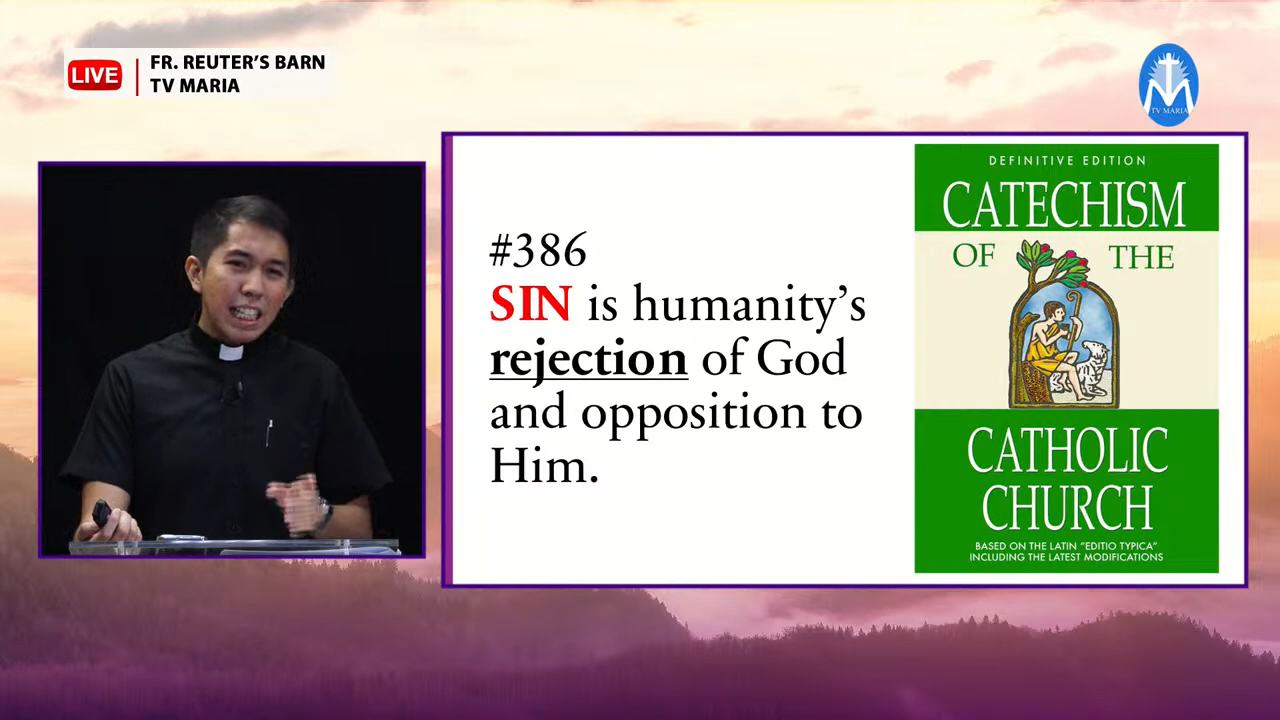 LIVE
FR. REUTER'S BARN
TV MARIA
TV MARIA
#386
SIN is humanity's
rejection of God
and opposition to
Him.
DEFINITIVE EDITION
CATECHISM
OF THE
CATHOLIC
CHURCH
BASED ON THE LATIN "EDITIO TYPICA"
INCLUDING THE LATEST MODIFICATIONS